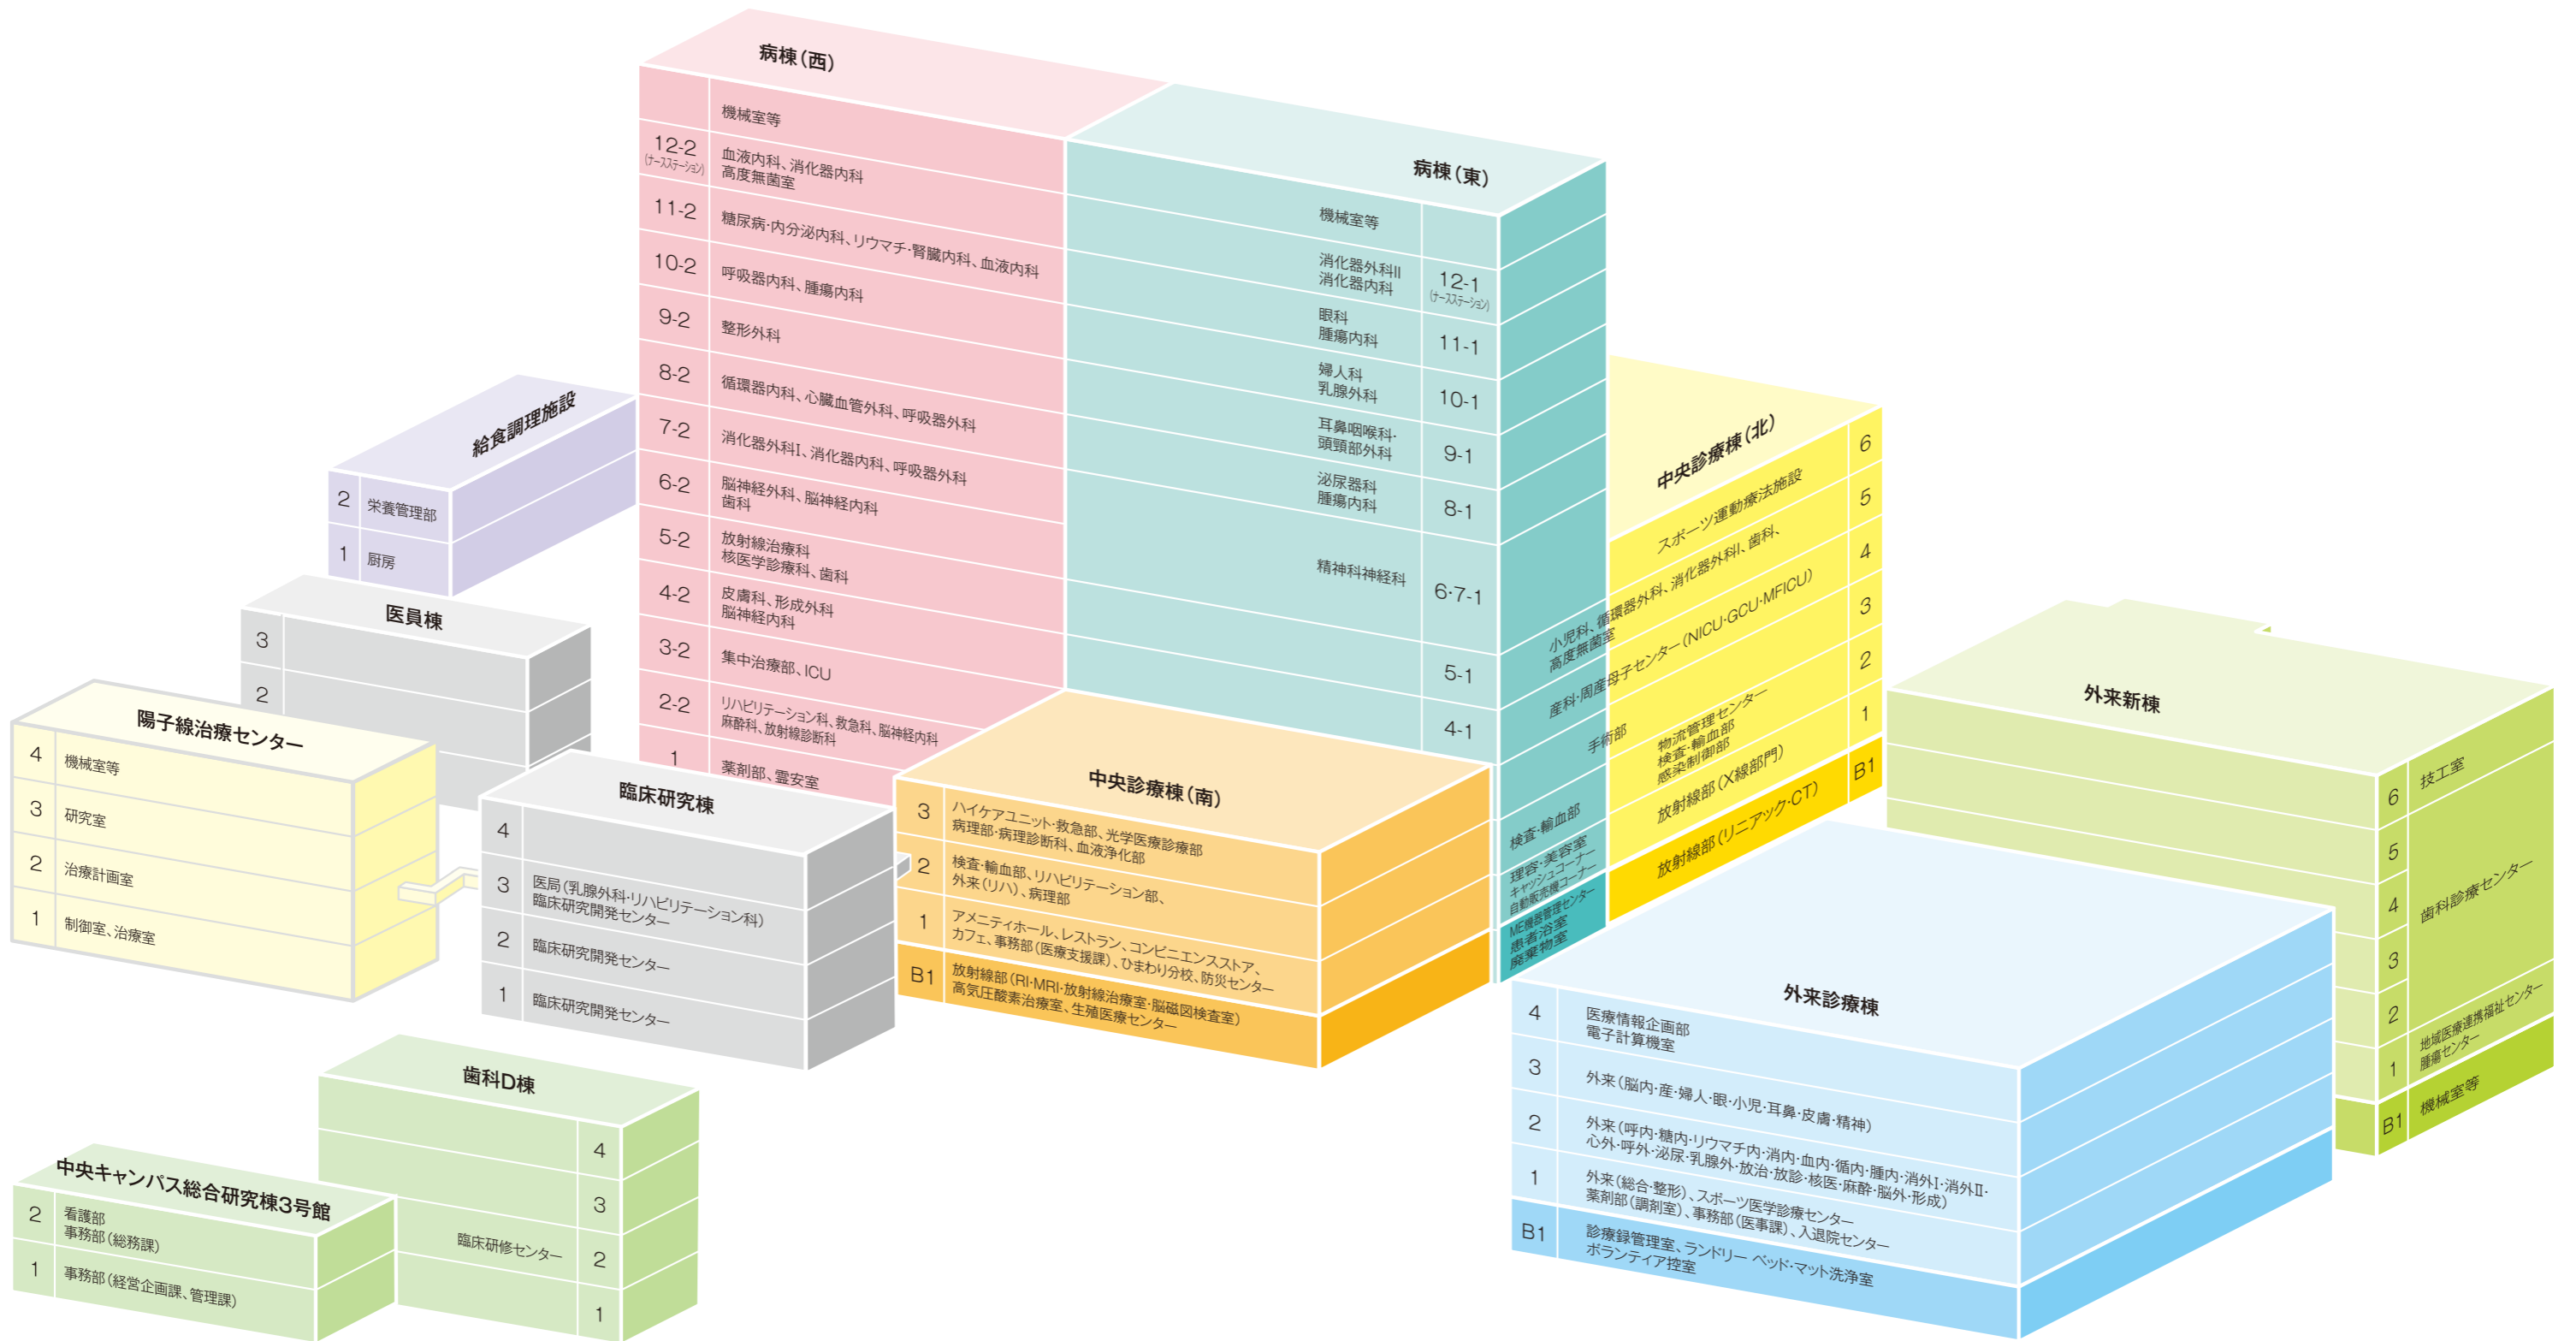 病棟(西)
機械室等
12-2
(ナースステーション)
血液内科、消化器内科
高度無菌室
11-2
糖尿病・内分泌内科、リウマチ・腎臓内科、血液内科
10-2
呼吸器内科、腫瘍内科
9-2
整形外科
8-2
循環器内科、心臓血管外科、呼吸器外科
7-2
消化器外科I、消化器内科、呼吸器外科
6-2
脳神経外科、脳神経内科
歯科
5-2
放射線治療科
核医学診療科、歯科
4-2
皮膚科、形成外科
脳神経内科
3-2
集中治療部、ICU
2-2
リハビリテーション科、救急科、脳神経内科
麻酔科、放射線診断科
1
薬剤部、霊安室
病棟(東)
機械室等
消化器外科II
消化器内科
12-1
(ナースステーション)
眼科
腫瘍内科
11-1
婦人科
乳腺外科
10-1
耳鼻咽喉科・
頭頸部外科
9-1
泌尿器科
腫瘍内科
8-1
精神科神経科
6・7-1
5-1
4-1
検査・輸血部
理容・美容室
キャッシュコーナー
自動販売機コーナー
ME機器管理センター
患者浴室
廃棄物室
中央診療棟(北)
6
スポーツ運動療法施設
5
小児科、循環器外科、消化器外科I、歯科、
高度無菌室
4
産科・周産母子センター(NICU・GCU・MFICU)
3
手術部
2
物流管理センター
検査・輸血部
感染制御部
1
放射線部(X線部門)
B1
放射線部(リニアック・CT)
給食調理施設
2
栄養管理部
1
厨房
医員棟
3
2
陽子線治療センター
4
機械室等
3
研究室
2
治療計画室
1
制御室、治療室
臨床研究棟
4
3
医局(乳腺外科・リハビリテーション科)
臨床研究開発センター
2
臨床研究開発センター
1
臨床研究開発センター
中央診療棟(南)
3
ハイケアユニット・救急部、光学医療診療部
病理部・病理診断科、血液浄化部
2
検査・輸血部、リハビリテーション部、
外来(リハ)、病理部
1
アメニティホール、レストラン、コンビニエンスストア、
カフェ、事務部(医療支援課)、ひまわり分校、防災センター
B1
放射線部(RI・MRI・放射線治療室・脳磁図検査室)
高気圧酸素治療室、生殖医療センター
外来新棟
6
技工室
5
4
歯科診療センター
3
2
1
地域医療連携福祉センター
腫瘍センター
B1
機械室等
外来診療棟
4
医療情報企画部
電子計算機室
3
外来(脳内・産・婦人・眼・小児・耳鼻・皮膚・精神)
2
外来(呼内・糖内・リウマチ内・消内・血内・循内・腫内・消外I・消外II・
心外・呼外・泌尿・乳腺外・放治・放診・核医・麻酔・脳外・形成)
1
外来(総合・整形)、スポーツ医学診療センター
薬剤部(調剤室)、事務部(医事課)、入退院センター
B1
診療録管理室、ランドリー ベッド・マット洗浄室
ボランティア控室
歯科D棟
4
3
臨床研修センター
2
1
中央キャンパス総合研究棟3号館
2
看護部
事務部(総務課)
1
事務部(経営企画課、管理課)